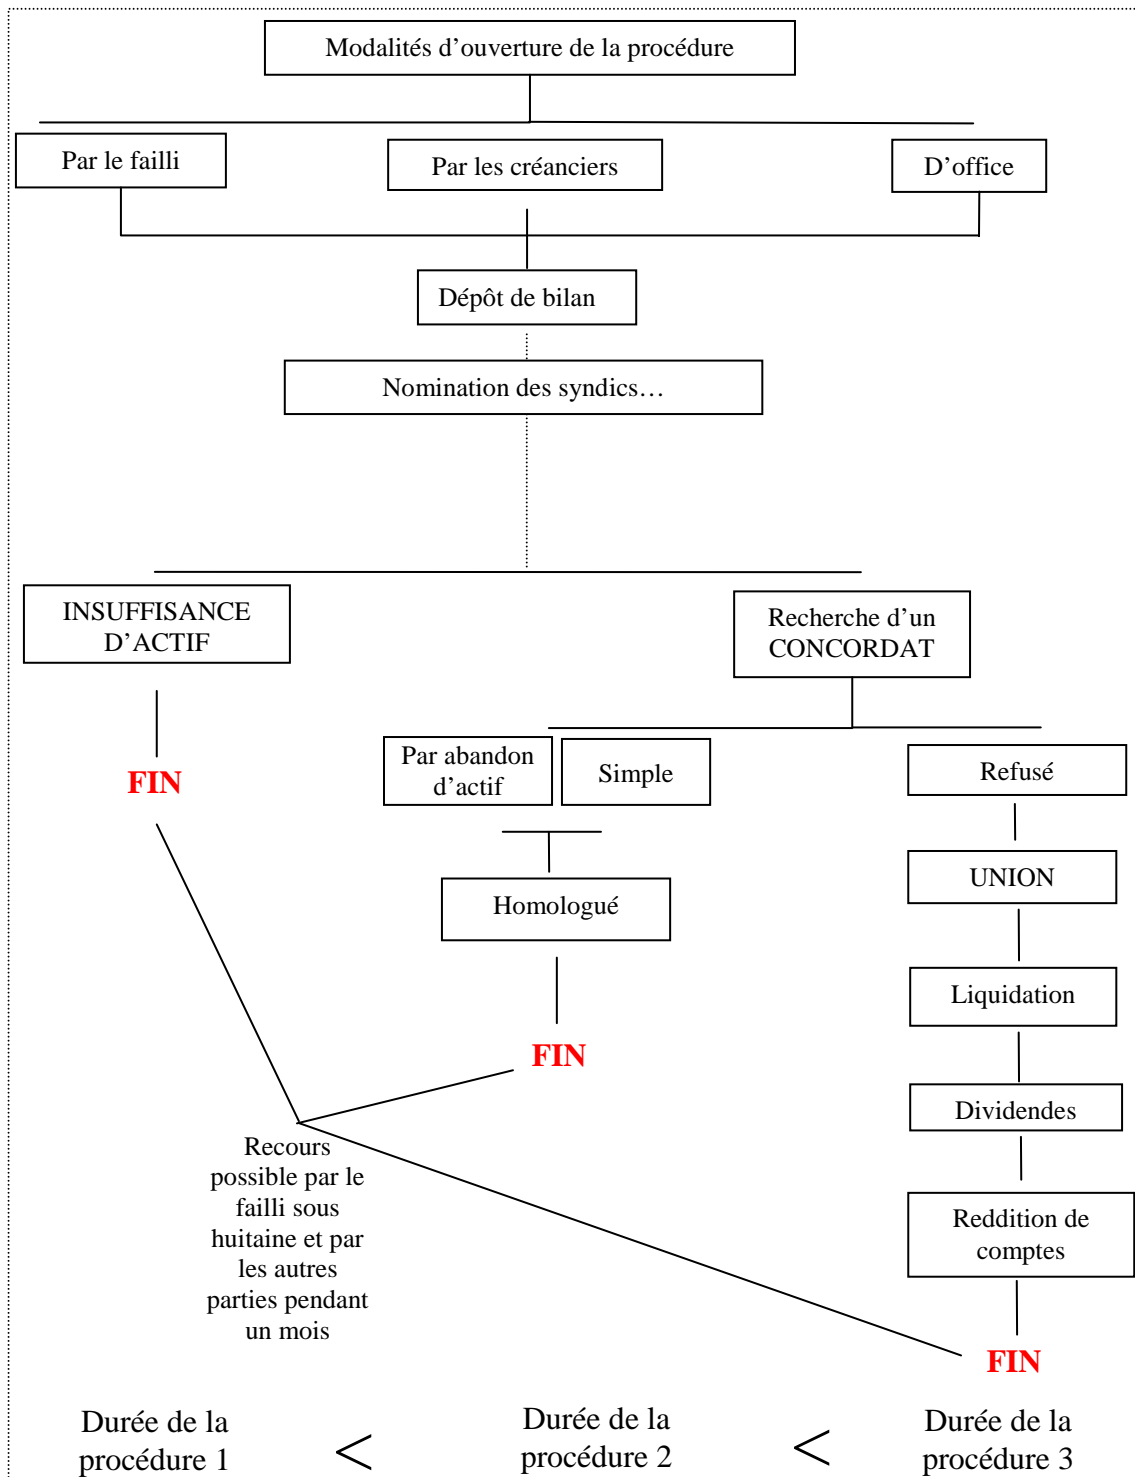 Modalités d'ouverture de la procédure
Par le failli
Par les créanciers
D'office
Dépôt de bilan
Nomination des syndics…
INSUFFISANCE
D'ACTIF
Recherche d'un
CONCORDAT
FIN
Par abandon
d'actif
Simple
Refusé
Homologué
UNION
FIN
Liquidation
Dividendes
Recours
possible par le
failli sous
huitaine et par
les autres
parties pendant
un mois
Reddition de
comptes
FIN
Durée de la
procédure 1
<
Durée de la
procédure 2
<
Durée de la
procédure 3